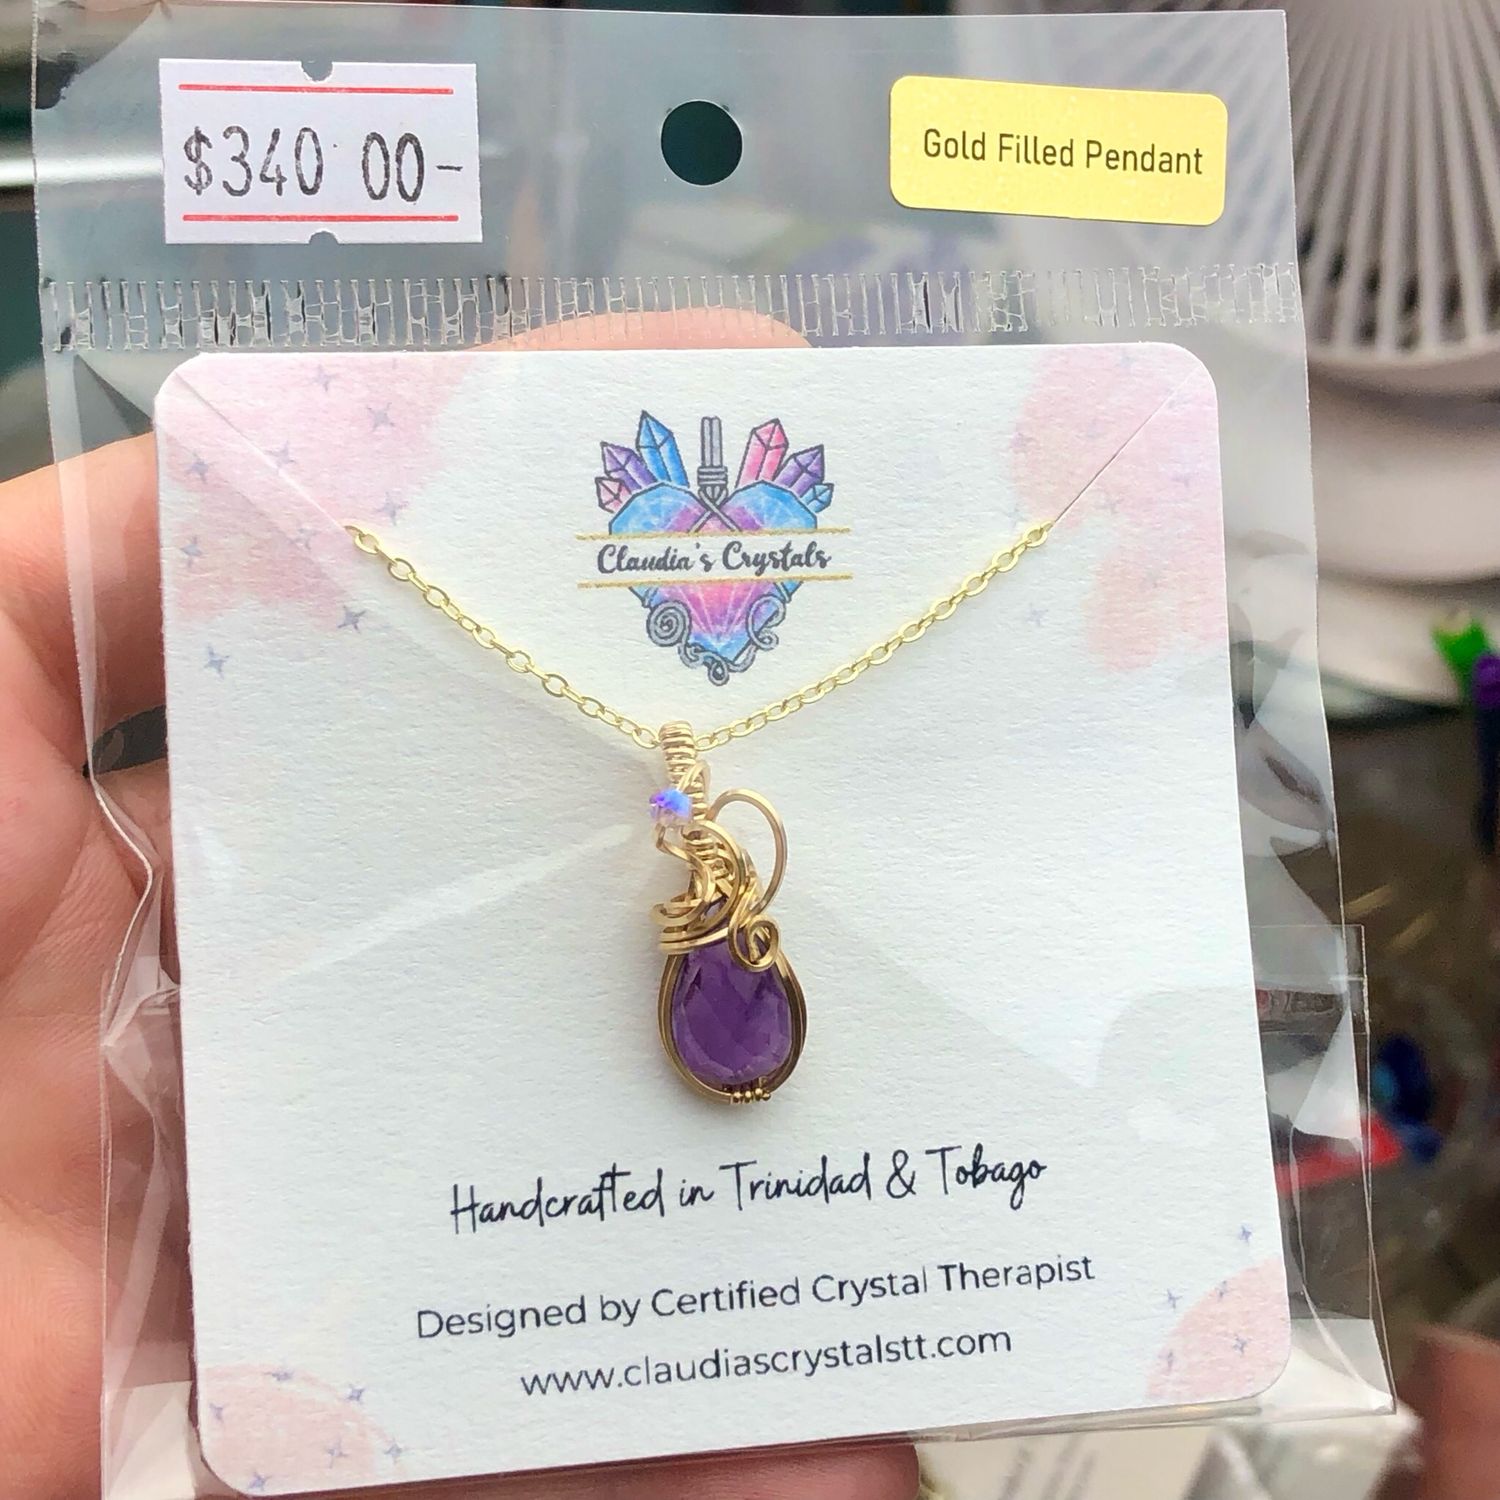 $340 00-
Gold Filled Pendant
Claudia's Crystals
Handcrafted in Trinidad & Tobago
Designed by Certified Crystal Therapist
www.claudiascrystalstt.com